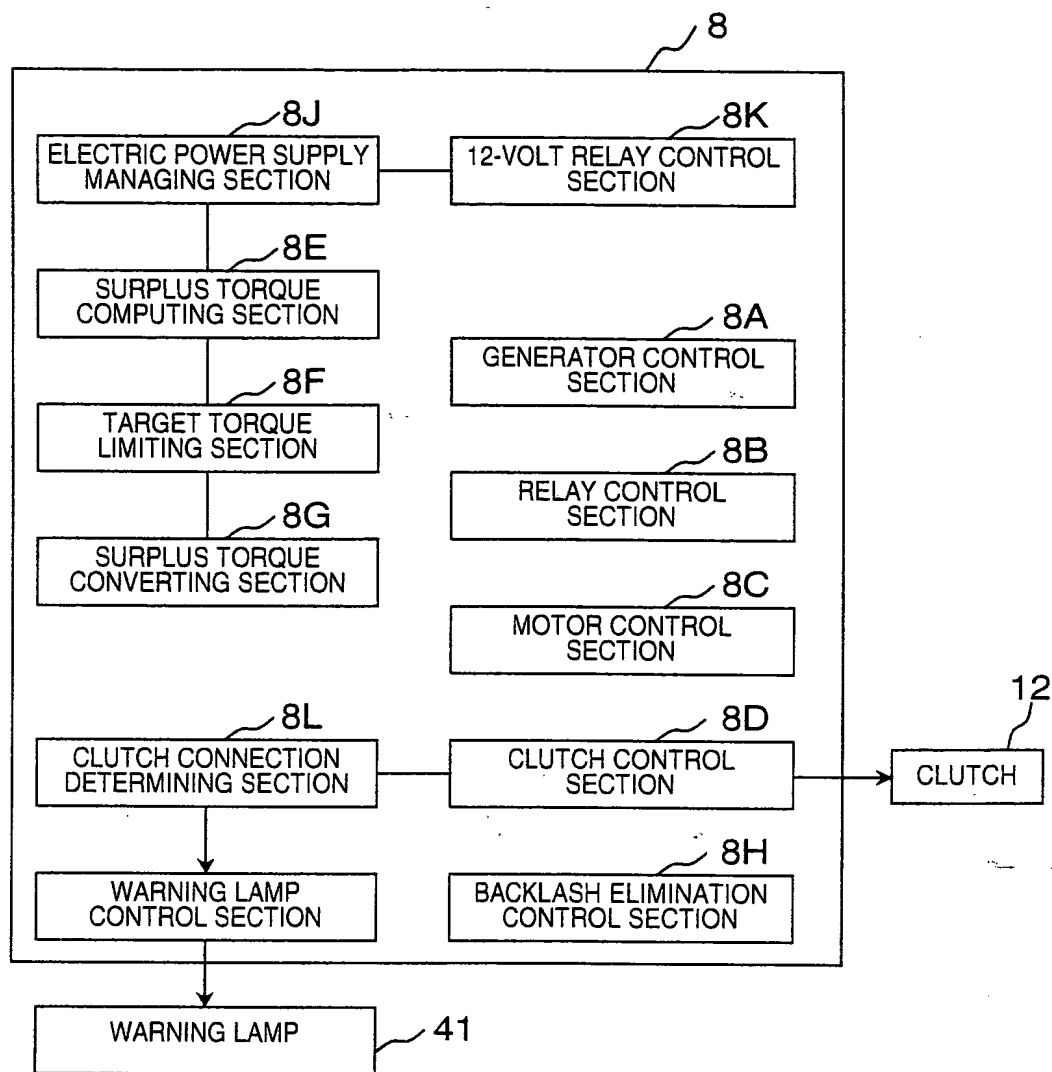 8
8J
ELECTRIC POWER SUPPLY
MANAGING SECTION
8K
12-VOLT RELAY CONTROL
SECTION
8E
SURPLUS TORQUE
COMPUTING SECTION
8A
GENERATOR CONTROL
SECTION
8F
TARGET TORQUE
LIMITING SECTION
8B
RELAY CONTROL
SECTION
8G
SURPLUS TORQUE
CONVERTING SECTION
8C
MOTOR CONTROL
SECTION
8L
CLUTCH CONNECTION
DETERMINING SECTION
8D
CLUTCH CONTROL
SECTION
12
CLUTCH
WARNING LAMP
CONTROL SECTION
8H
BACKLASH ELIMINATION
CONTROL SECTION
WARNING LAMP
41